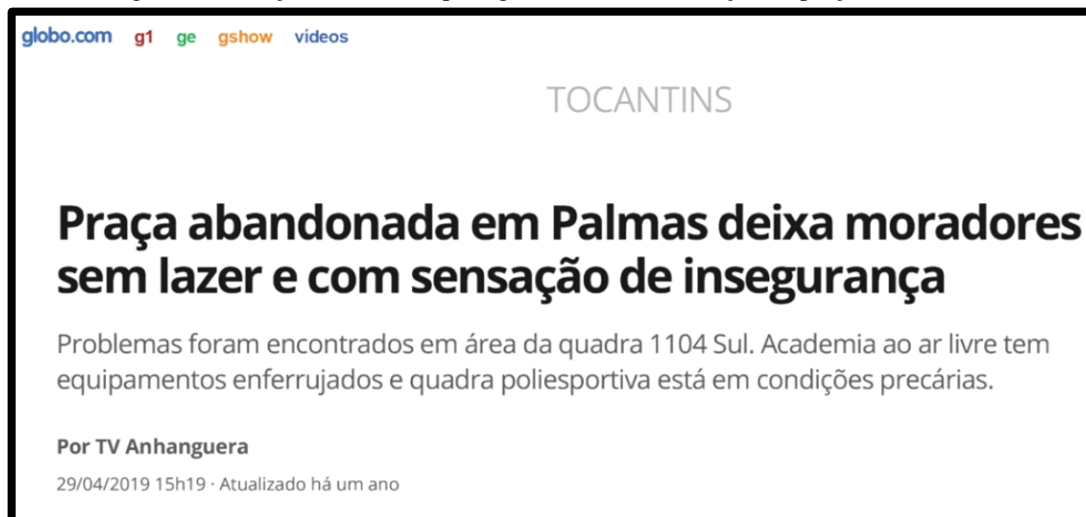 globo.com g1 ge gshow vídeos
TOCANTINS
Praça abandonada em Palmas deixa moradores
sem lazer e com sensação de insegurança
Problemas foram encontrados em área da quadra 1104 Sul. Academia ao ar livre tem
equipamentos enferrujados e quadra poliesportiva está em condições precárias.
Por TV Anhanguera
29/04/2019 15h19 · Atualizado há um ano